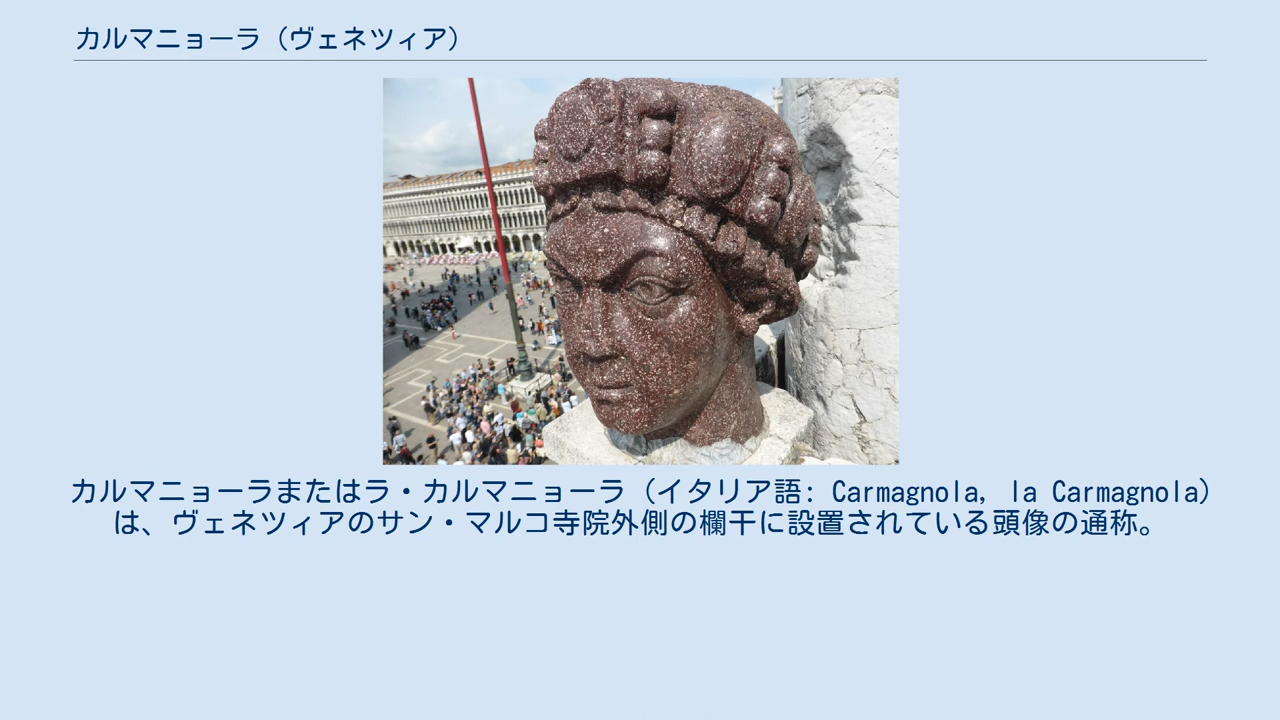 カルマニョーラ（ヴェネツィア）
カルマニョーラまたはラ・カルマニョーラ（イタリア語: Carmagnola, la Carmagnola）
は、ヴェネツィアのサン・マルコ寺院外側の欄干に設置されている頭像の通称。